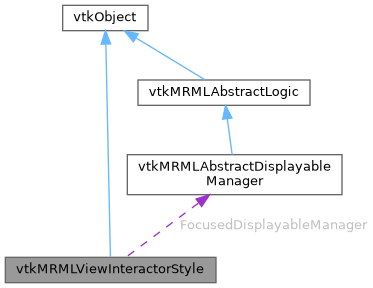 vtkObject
vtkMRMLAbstractLogic
vtkMRMLAbstractDisplayable
Manager
FocusedDisplayableManager
vtkMRMLViewInteractorStyle